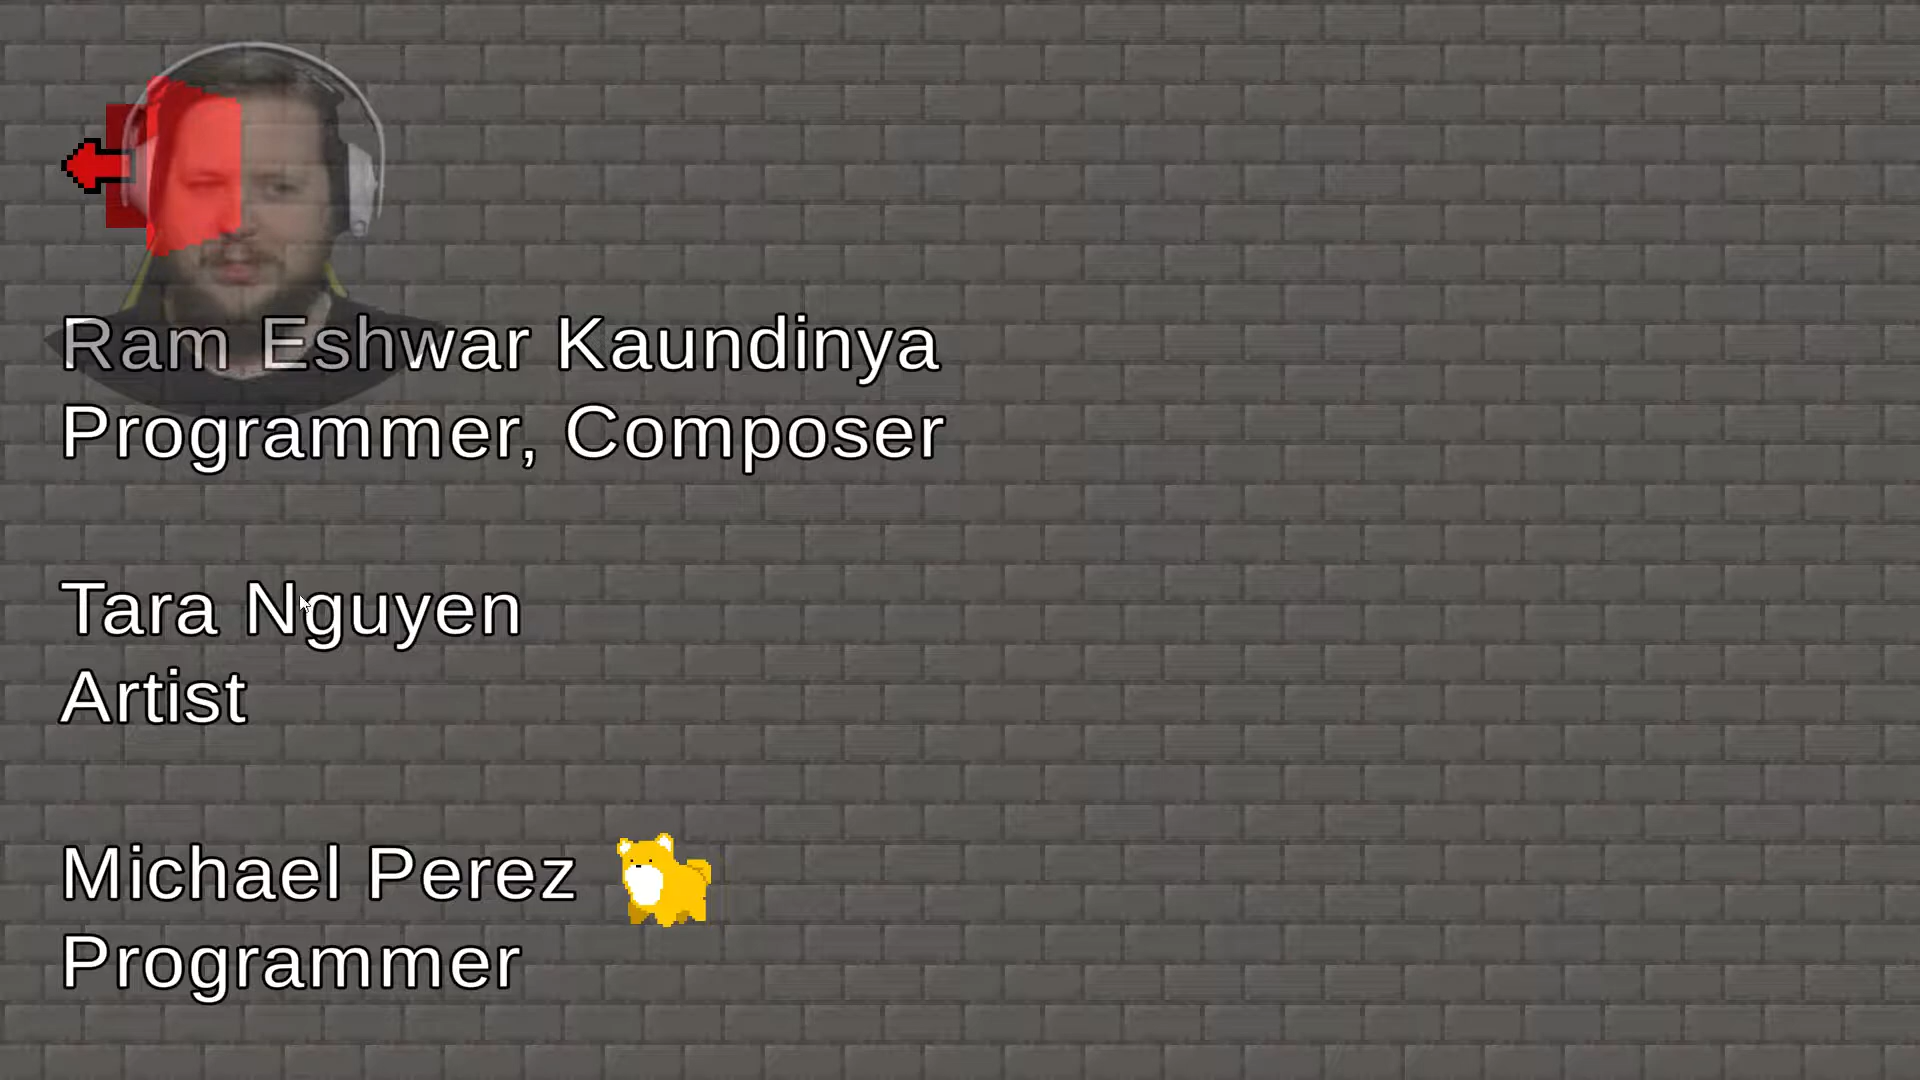 Ram Eshwar Kaundinya
Programmer, Composer
Tara Nguyen
Artist
Michael Perez
Programmer